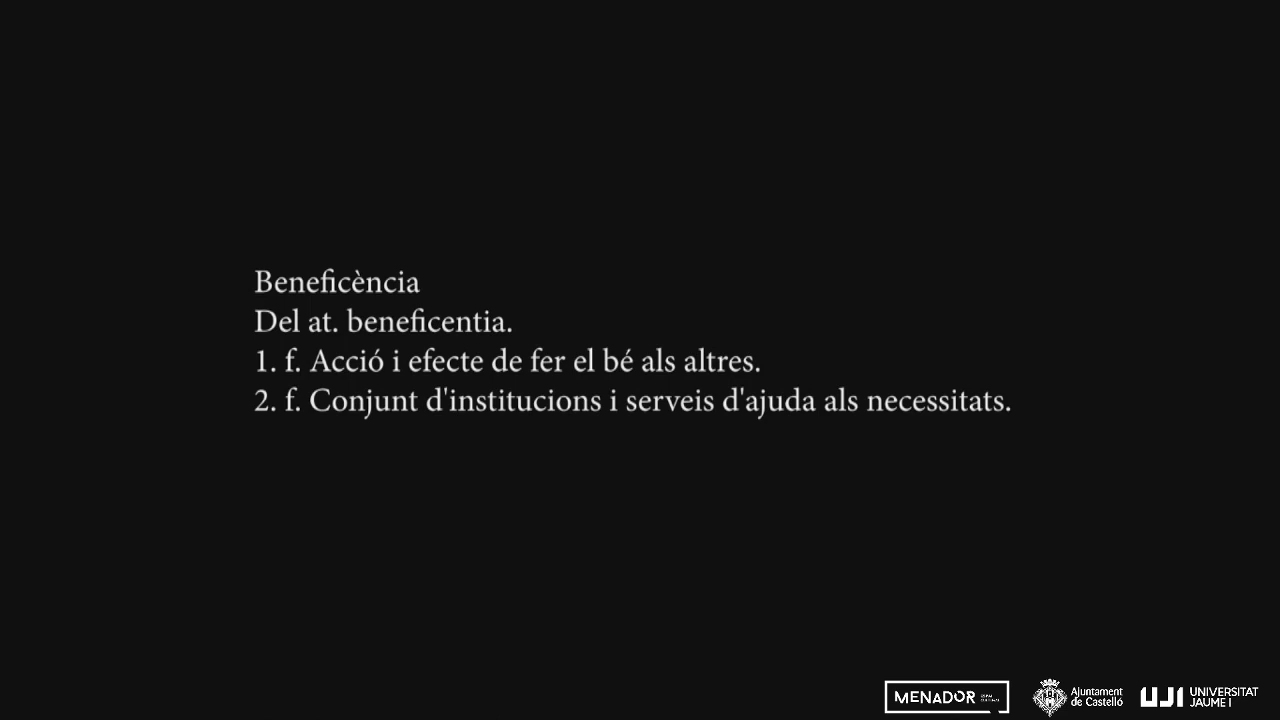 Beneficència
Del at. beneficentia.
1. f. Acció i efecte de fer el bé als altres.
2. f. Conjunt d'institucions i serveis d'ajuda als necessitats.
MENADOR
Ajuntament
de Castelló
UJI UNIVERSITAT
JAUME I